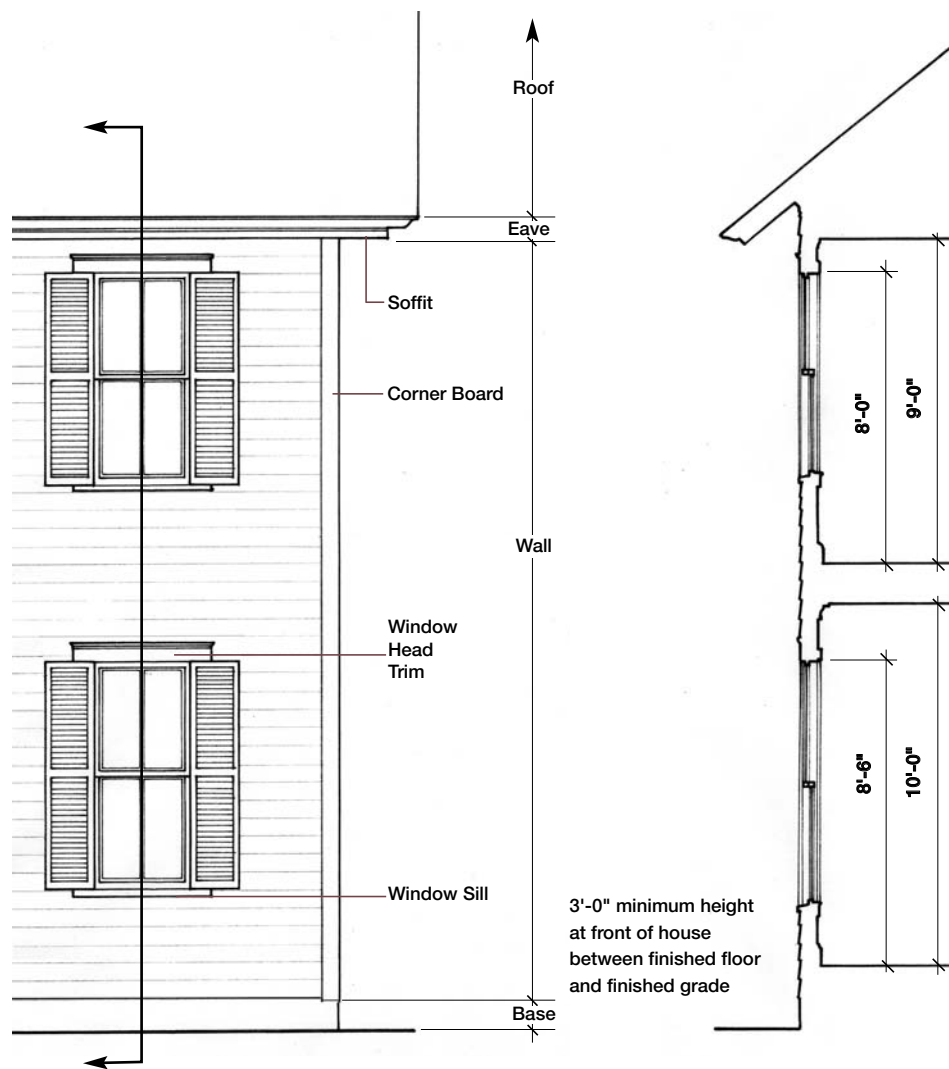 Roof
Eave
Soffit
Corner Board
8'-0"
9'-0"
Wall
Window
Head
Trim
8'-6"
10'-0"
Window Sill
3'-0" minimum height
at front of house
between finished floor
and finished grade
Base